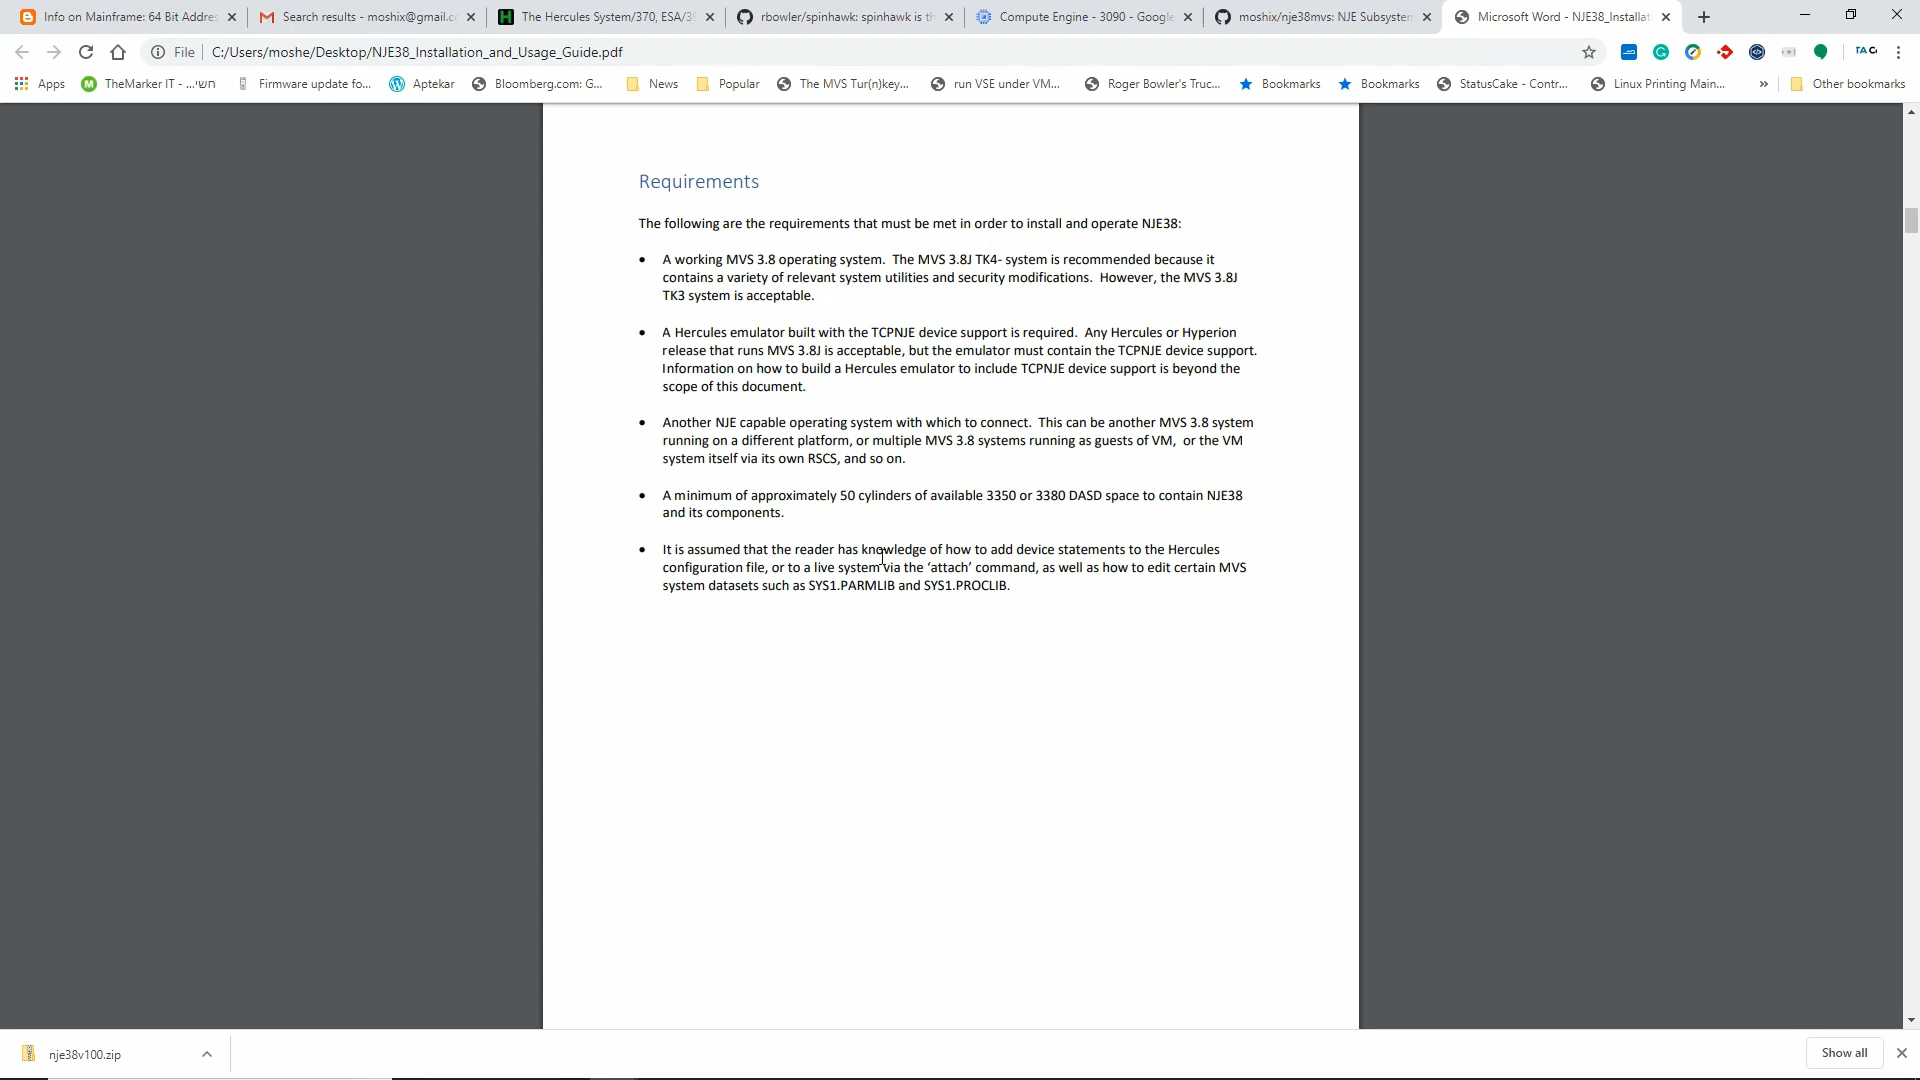 Info on Mainframe: 64 Bit Addres
Search results - moshix@gmail.c
The Hercules System/370, ESA/39
rbowler/spinhawk: spinhawk is th
Compute Engine - 3090 - Google
moshix/nje38mvs: NJE Subsystem
Microsoft Word - NJE38_Installat
File
C:/Users/moshe/Desktop/NJE38_Installation_and_Usage_Guide.pdf
Apps
TheMarker IT - ...חשי
Firmware update fo...
Aptekar
Bloomberg.com: G...
News
Popular
The MVS Tur(n)key...
run VSE under VM...
Roger Bowler's Truc...
Bookmarks
Bookmarks
StatusCake - Contr...
Linux Printing Main...
»
Other bookmarks
Requirements
The following are the requirements that must be met in order to install and operate NJE38:
• A working MVS 3.8 operating system. The MVS 3.8J TK4- system is recommended because it
contains a variety of relevant system utilities and security modifications. However, the MVS 3.8J
TK3 system is acceptable.
• A Hercules emulator built with the TCPNJE device support is required. Any Hercules or Hyperion
release that runs MVS 3.8J is acceptable, but the emulator must contain the TCPNJE device support.
Information on how to build a Hercules emulator to include TCPNJE device support is beyond the
scope of this document.
• Another NJE capable operating system with which to connect. This can be another MVS 3.8 system
running on a different platform, or multiple MVS 3.8 systems running as guests of VM, or the VM
system itself via its own RSCS, and so on.
• A minimum of approximately 50 cylinders of available 3350 or 3380 DASD space to contain NJE38
and its components.
• It is assumed that the reader has knowledge of how to add device statements to the Hercules
configuration file, or to a live system via the ‘attach’ command, as well as how to edit certain MVS
system datasets such as SYS1.PARMLIB and SYS1.PROCLIB.
nje38v100.zip
Show all